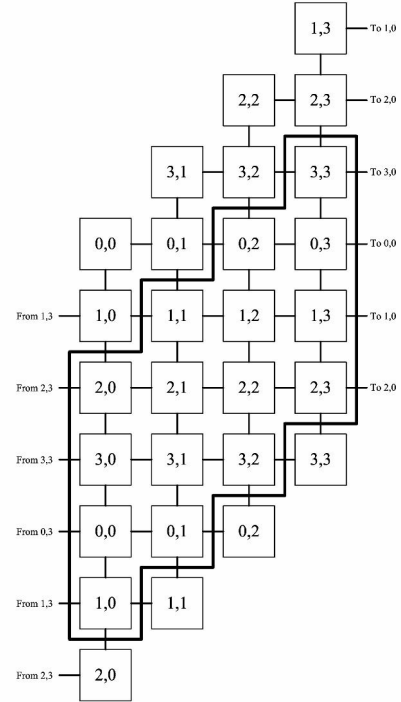 1,3 To 1,0
2,2 2,3 To 2,0
3,1 3,2 3,3 To 3,0
0,0 0,1 0,2 0,3 To 0,0
From 1,3 1,0 1,1 1,2 1,3 To 1,0
From 2,3 2,0 2,1 2,2 2,3 To 2,0
From 3,3 3,0 3,1 3,2 3,3
From 0,3 0,0 0,1 0,2
From 1,3 1,0 1,1
From 2,3 2,0